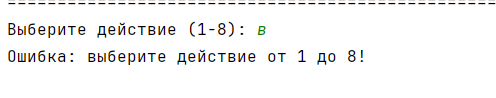 Выберите действие (1-8): в
Ошибка: выберите действие от 1 до 8!